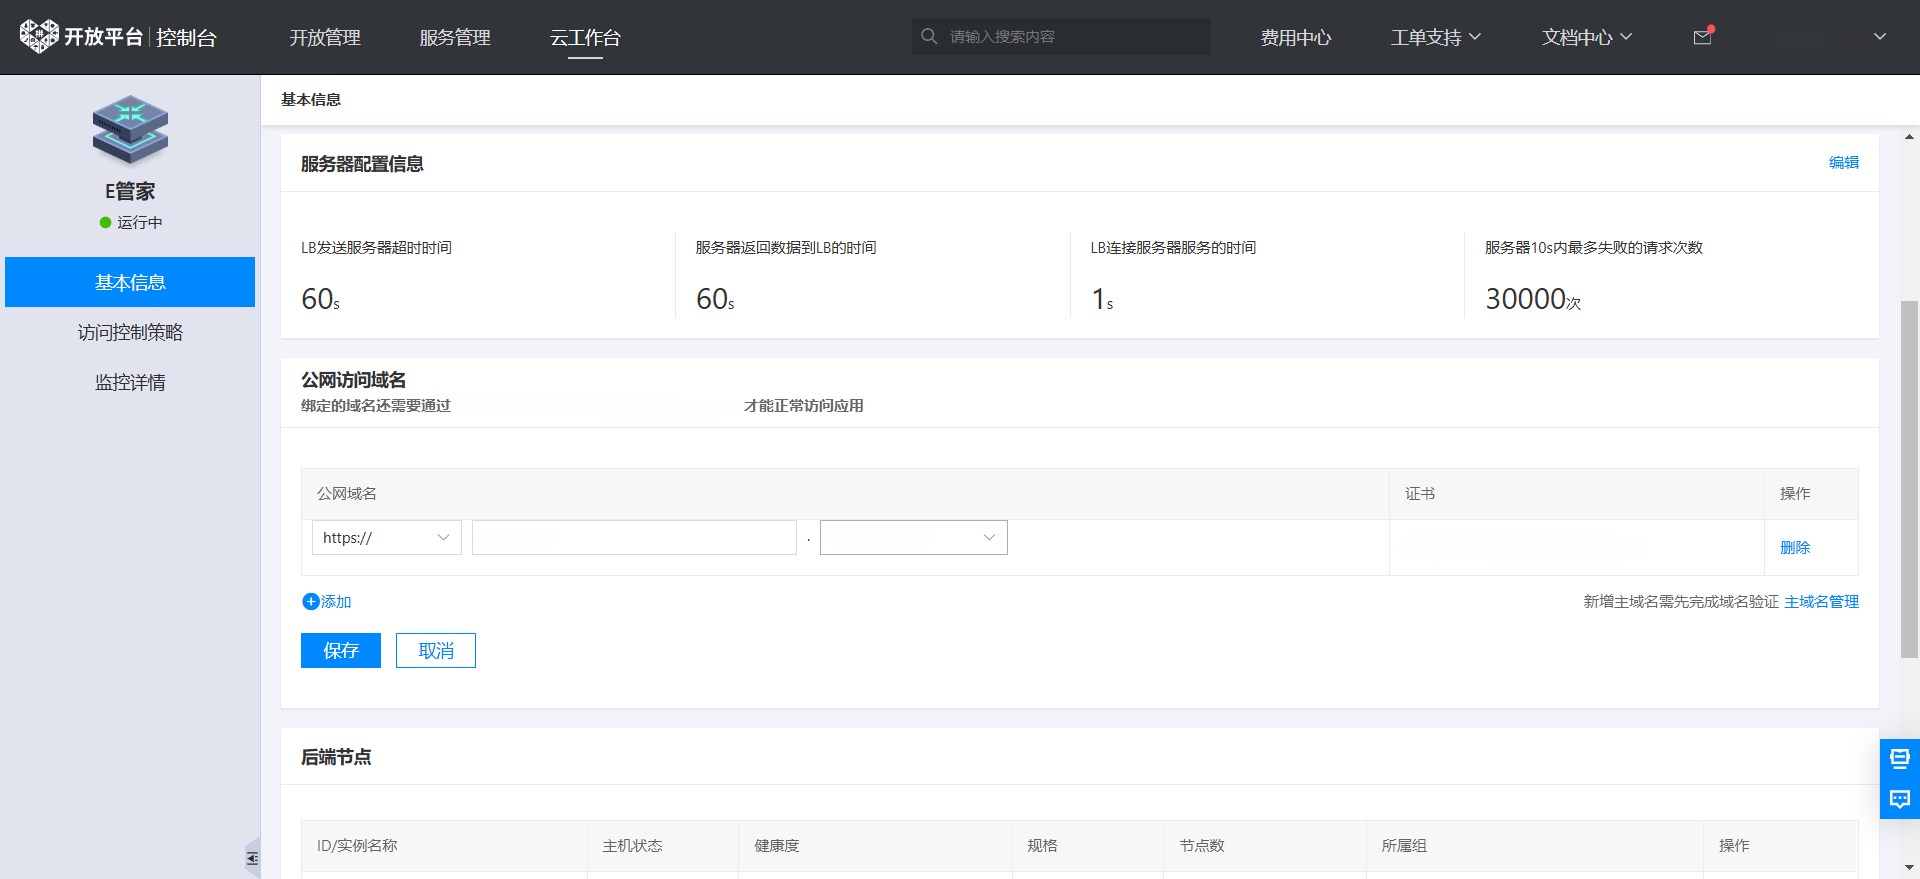 开放平台 控制台 开放管理 服务管理 云工作台 请输入搜索内容 费用中心 工单支持 文档中心
E管家
运行中
基本信息
访问控制策略
监控详情
基本信息
服务器配置信息 编辑
LB发送服务器超时时间 服务器返回数据到LB的时间 LB连接服务器服务的时间 服务器10s内最多失败的请求次数
60s 60s 1s 30000次
公网访问域名
绑定的域名还需要通过 才能正常访问应用
公网域名 证书 操作
https:// . 删除
添加 新增主域名需先完成域名验证 主域名管理
保存 取消
后端节点
ID/实例名称 主机状态 健康度 规格 节点数 所属组 操作